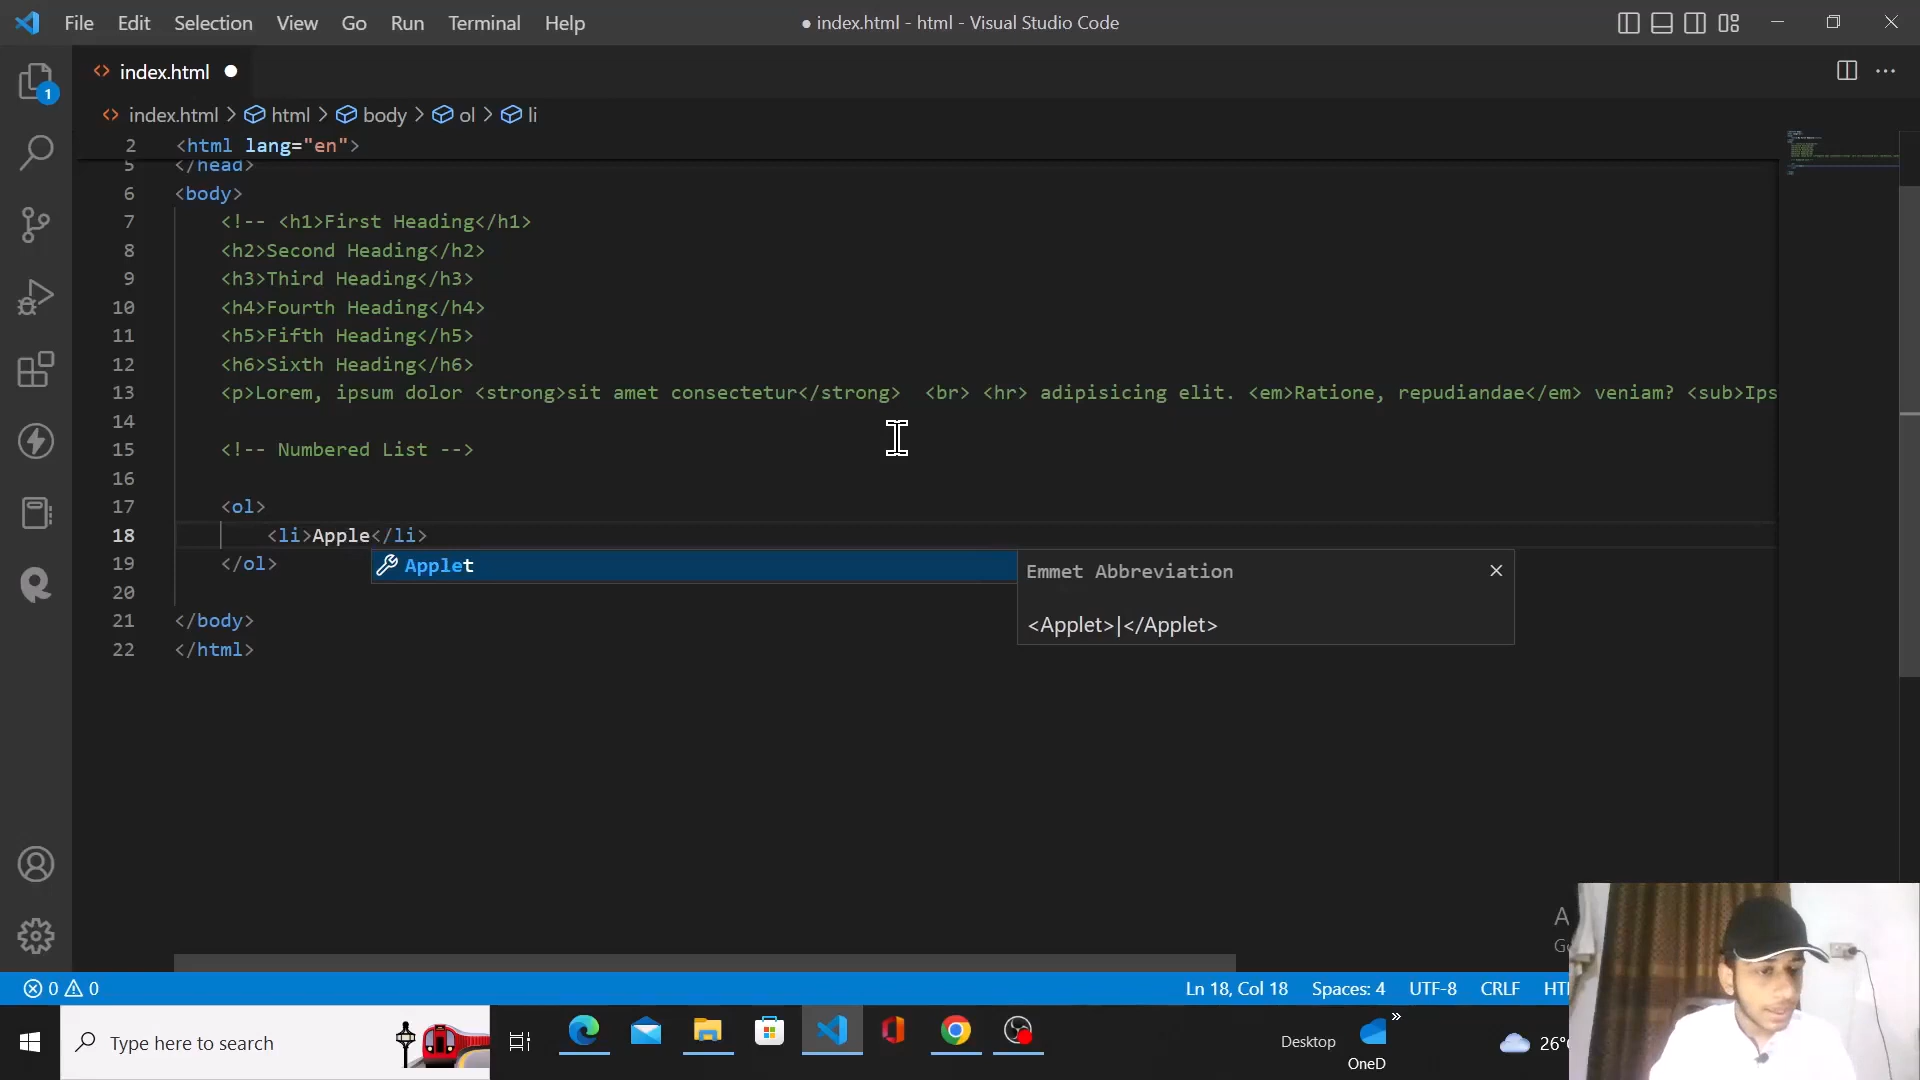 File Edit Selection View Go Run Terminal Help
● index.html - html - Visual Studio Code
index.html
1
index.html > html > body > ol > li
2 <html lang="en">
5 </head>
6 <body>
7 <!-- <h1>First Heading</h1>
8 <h2>Second Heading</h2>
9 <h3>Third Heading</h3>
10 <h4>Fourth Heading</h4>
11 <h5>Fifth Heading</h5>
12 <h6>Sixth Heading</h6>
13 <p>Lorem, ipsum dolor <strong>sit amet consectetur</strong>  <br> <hr> adipisicing elit. <em>Ratione, repudiandae</em> veniam? <sub>Ips
14
15 <!-- Numbered List -->
16
17 <ol>
18 <li>Apple</li>
19 </ol>
Applet
Emmet Abbreviation
<Applet>|</Applet>
20
21 </body>
22 </html>
A
Go
0 0
Ln 18, Col 18 Spaces: 4 UTF-8 CRLF HT
Type here to search
Desktop
»
OneD
26°